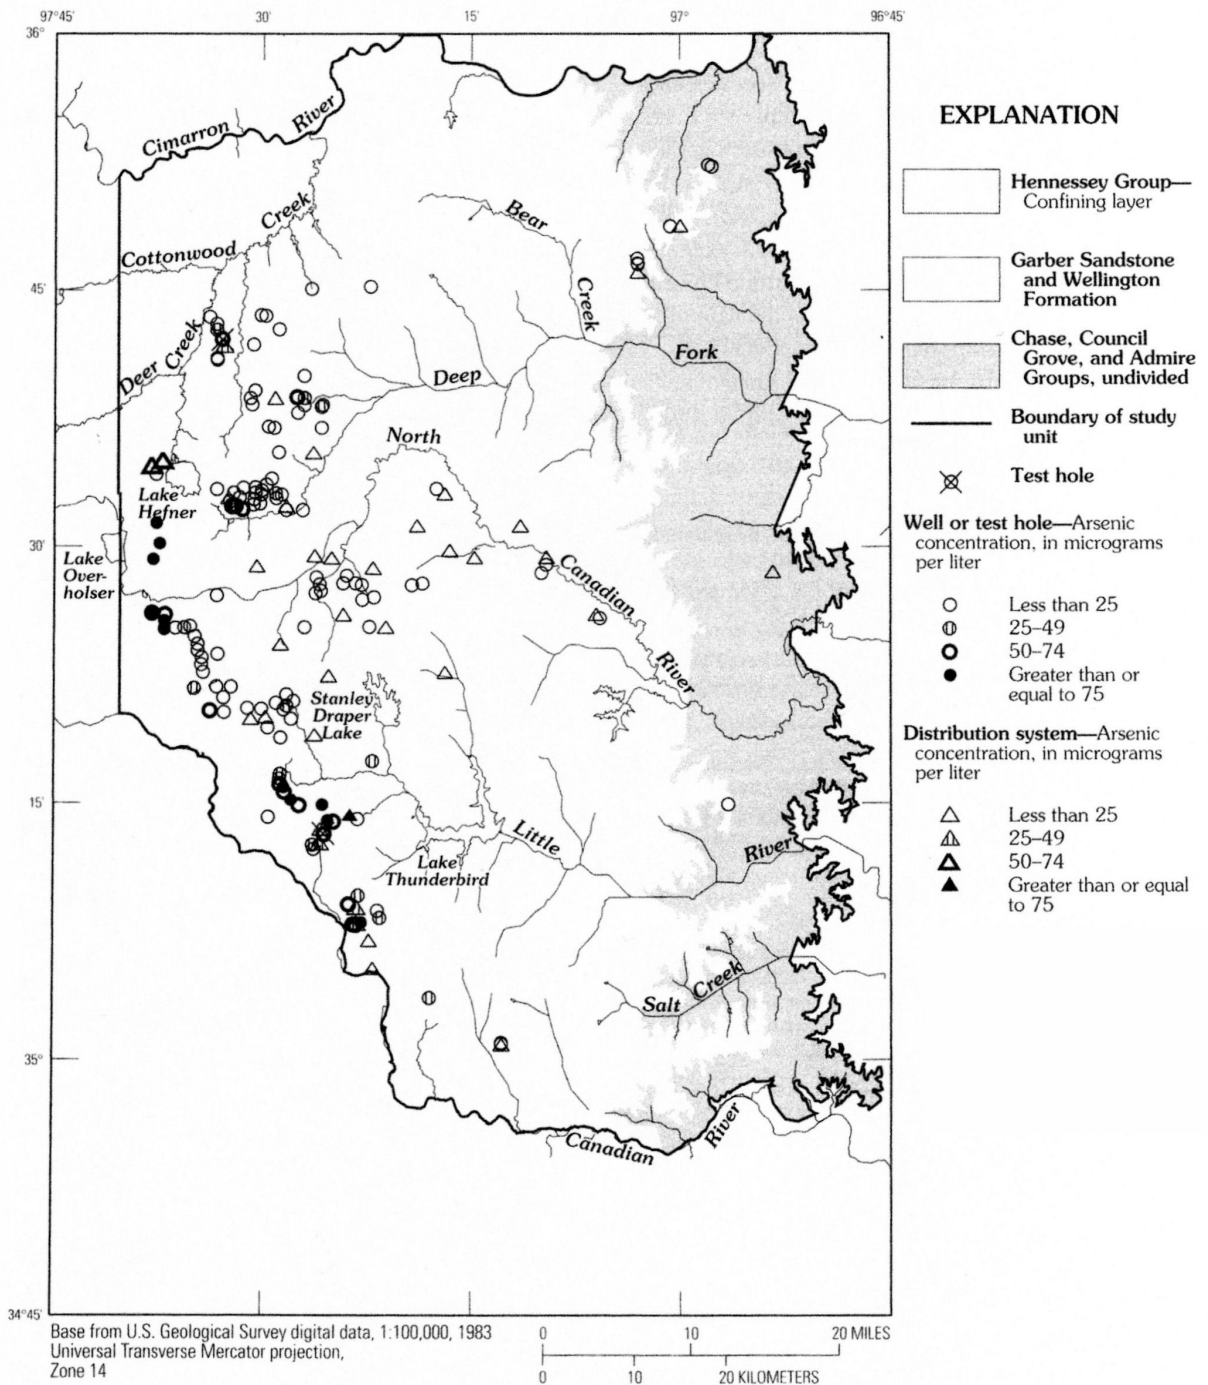 97°45'
30'
15'
97°
96°45'
36°
45'
30'
15'
35°
34°45'
Cimarron River
Cottonwood Creek
Bear Creek
Deer Creek
Deep Fork
North Canadian River
Lake
Hefner
Lake
Over-
holser
Stanley
Draper
Lake
Lake
Thunderbird
Little River
Salt Creek
Canadian River
EXPLANATION
Hennessey Group—
Confining layer
Garber Sandstone
and Wellington
Formation
Chase, Council
Grove, and Admire
Groups, undivided
Boundary of study
unit
Test hole
Well or test hole—Arsenic
concentration, in micrograms
per liter
Less than 25
25–49
50–74
Greater than or
equal to 75
Distribution system—Arsenic
concentration, in micrograms
per liter
Less than 25
25–49
50–74
Greater than or equal
to 75
Base from U.S. Geological Survey digital data, 1:100,000, 1983
Universal Transverse Mercator projection,
Zone 14
0 10 20 MILES
0 10 20 KILOMETERS